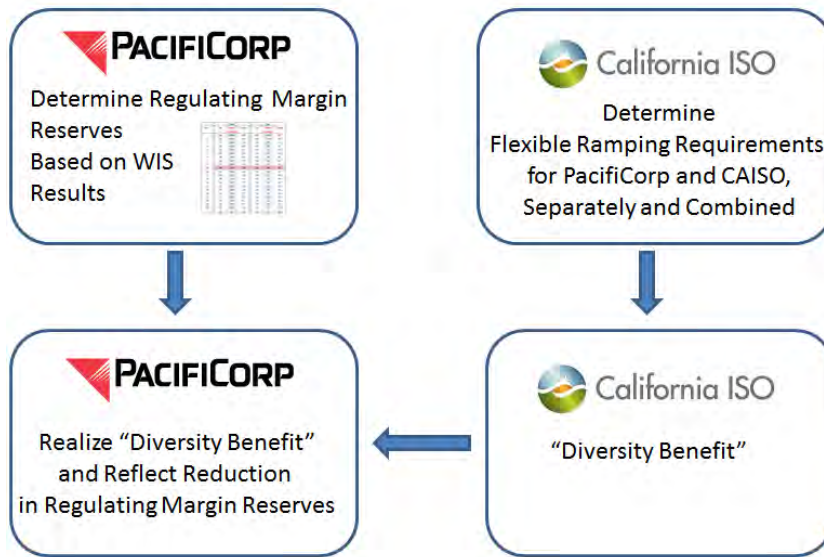 PACIFICORP
Determine Regulating Margin
Reserves
Based on WIS
Results
California ISO
Determine
Flexible Ramping Requirements
for PacifiCorp and CAISO,
Separately and Combined
PACIFICORP
Realize “Diversity Benefit”
and Reflect Reduction
in Regulating Margin Reserves
California ISO
“Diversity Benefit”